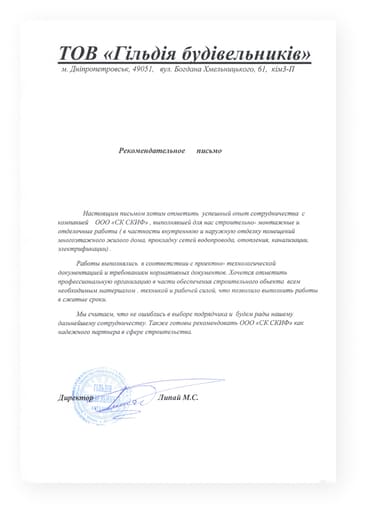 ТОВ «Гільдія будівельників»
м. Дніпропетровськ, 49051, вул. Богдана Хмельницького, 61, кім3-П
Рекомендательное письмо
Настоящим письмом хотим отметить успешный опыт сотрудничества с
компанией ООО «СК СКИФ» , выполнявшей для нас строительно- монтажные и
отделочные работы ( в частности внутреннюю и наружную отделку помещений
многоэтажного жилого дома, прокладку сетей водопровода, отопления, канализации,
электрификации) .
Работы выполнялись в соответствии с проектно- технологической
документацией и требованиям нормативных документов. Хочется отметить
профессиональную организацию в части обеспечения строительного объекта всем
необходимым материалом , техникой и рабочей силой, что позволило выполнить работы
в сжатые сроки.
Мы считаем, что не ошиблись в выборе подрядчика и будем рады нашему
дальнейшему сотрудничеству. Также готовы рекомендовать ООО «СК СКИФ» как
надежного партнера в сфере строительства.
ГІЛЬДІЯ
Директор Липай М.С.